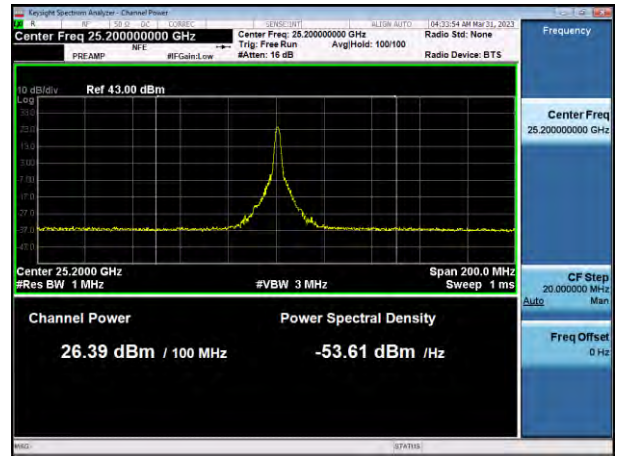 Keysight Spectrum Analyzer - Channel Power
R RF 50 Ω DC CORREC SENSE:INT ALIGN AUTO 04:33:54 AM Mar 31, 2023
Center Freq 25.200000000 GHz Center Freq: 25.200000000 GHz Radio Std: None Frequency
NFE Trig: Free Run Avg|Hold: 100/100
PREAMP #IFGain:Low #Atten: 16 dB Radio Device: BTS
10 dB/div Ref 43.00 dBm
Log
33.0
23.0
13.0
3.00
-7.00
-17.0
-27.0
-37.0
-47.0
Center Freq
25.200000000 GHz
Center 25.2000 GHz Span 200.0 MHz
#Res BW 1 MHz #VBW 3 MHz Sweep 1 ms
CF Step
20.000000 MHz
Auto Man
Channel Power Power Spectral Density
26.39 dBm / 100 MHz -53.61 dBm /Hz
Freq Offset
0 Hz
MSG STATUS